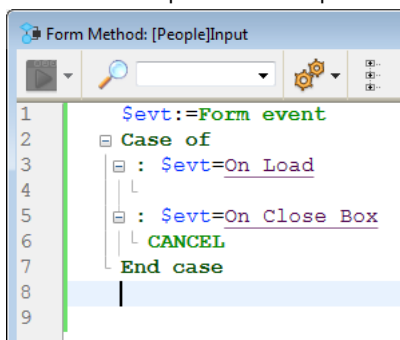 Form Method: [People]Input
1 $evt:=Form event
2 Case of
3 : $evt=On Load
4
5 : $evt=On Close Box
6 CANCEL
7 End case
8
9